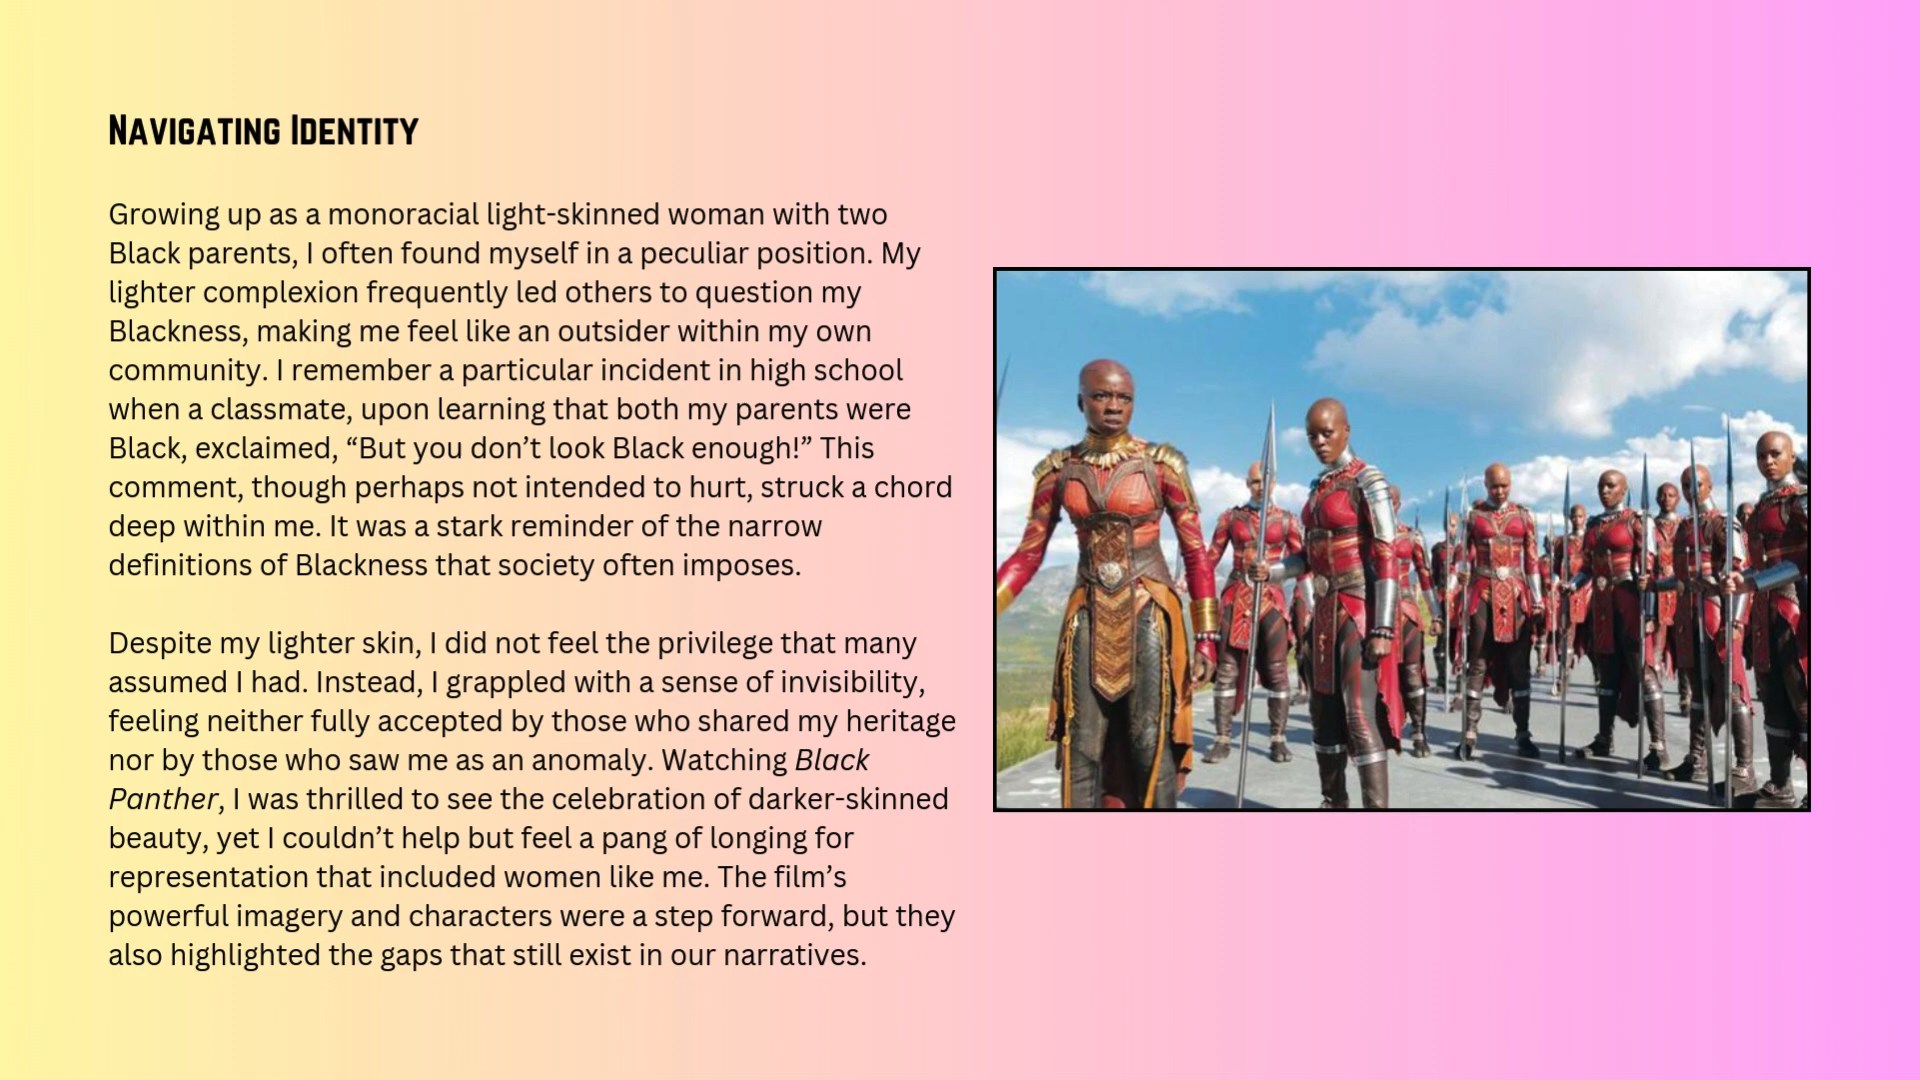 Navigating Identity
Growing up as a monoracial light-skinned woman with two
Black parents, I often found myself in a peculiar position. My
lighter complexion frequently led others to question my
Blackness, making me feel like an outsider within my own
community. I remember a particular incident in high school
when a classmate, upon learning that both my parents were
Black, exclaimed, “But you don’t look Black enough!” This
comment, though perhaps not intended to hurt, struck a chord
deep within me. It was a stark reminder of the narrow
definitions of Blackness that society often imposes.
Despite my lighter skin, I did not feel the privilege that many
assumed I had. Instead, I grappled with a sense of invisibility,
feeling neither fully accepted by those who shared my heritage
nor by those who saw me as an anomaly. Watching Black
Panther, I was thrilled to see the celebration of darker-skinned
beauty, yet I couldn’t help but feel a pang of longing for
representation that included women like me. The film’s
powerful imagery and characters were a step forward, but they
also highlighted the gaps that still exist in our narratives.